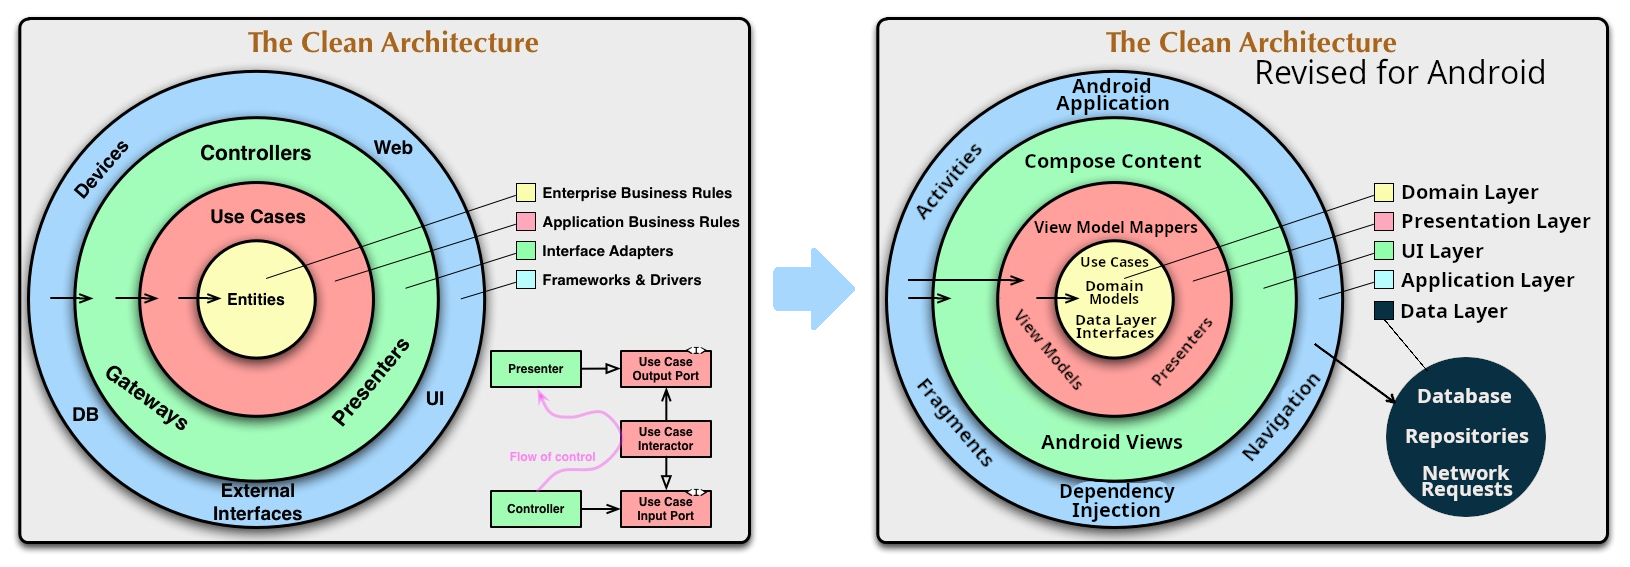 The Clean Architecture
Devices
Controllers
Web
Use Cases
Entities
Gateways
Presenters
DB
UI
External
Interfaces
Enterprise Business Rules
Application Business Rules
Interface Adapters
Frameworks & Drivers
Presenter
<I>
Use Case
Output Port
Flow of control
Use Case
Interactor
Controller
<I>
Use Case
Input Port
The Clean Architecture
Revised for Android
Android
Application
Activities
Compose Content
View Model Mappers
Use Cases
Domain
Models
Data Layer
Interfaces
View Models
Presenters
Fragments
Android Views
Navigation
Dependency
Injection
Domain Layer
Presentation Layer
UI Layer
Application Layer
Data Layer
Database
Repositories
Network
Requests